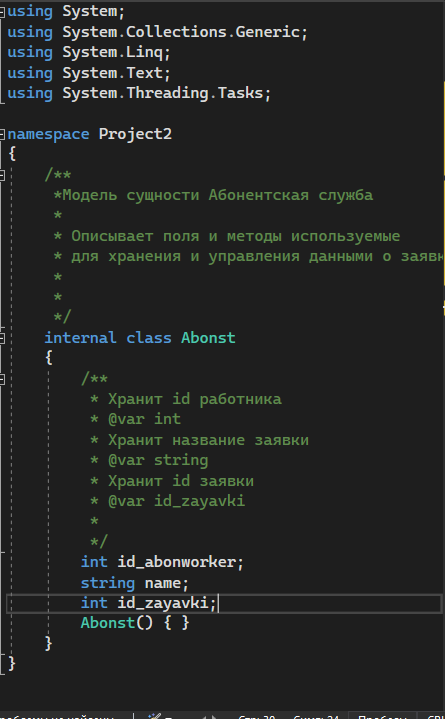 using System;
using System.Collections.Generic;
using System.Linq;
using System.Text;
using System.Threading.Tasks;
namespace Project2
{
/**
*Модель сущности Абонентская служба
*
* Описывает поля и методы используемые
* для хранения и управления данными о
*
*
*/
internal class Abonst
{
/**
* Хранит id работника
* @var int
* Хранит название заявки
* @var string
* Хранит id заявки
* @var id_zayavki
*
*/
int id_abonworker;
string name;
int id_zayavki;
Abonst() { }
}
}